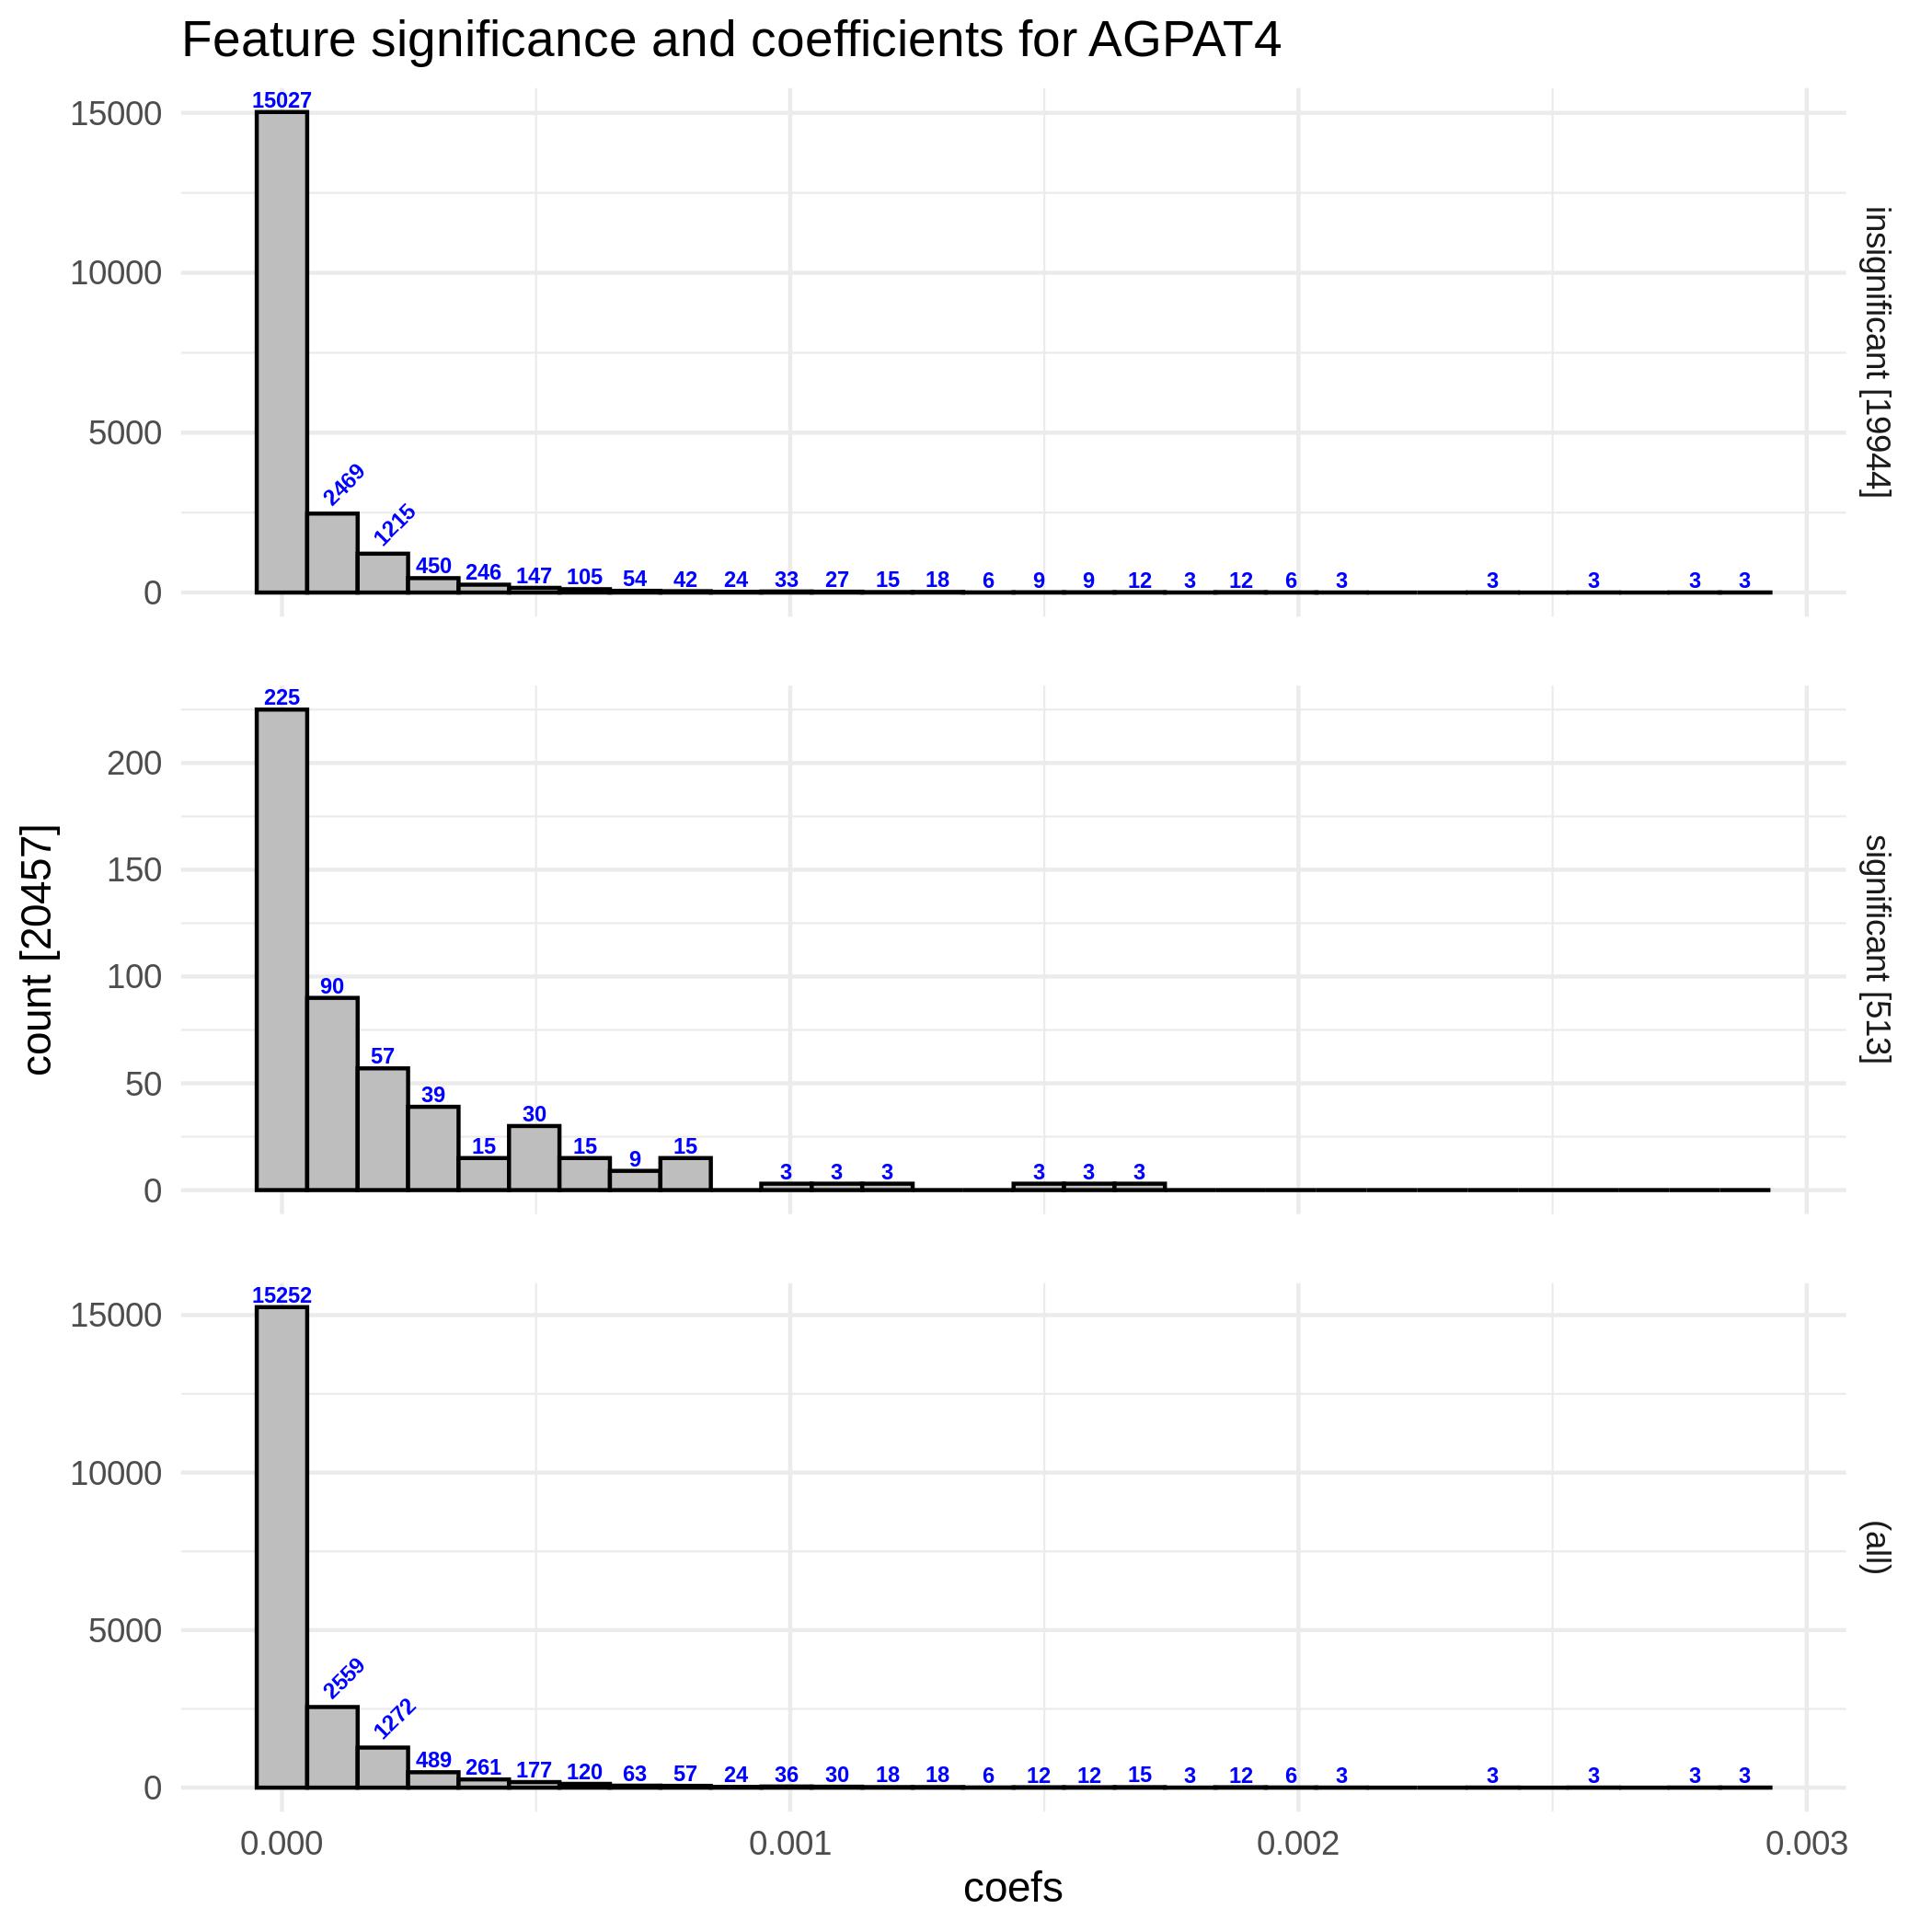 Feature significance and coefficients for AGPAT4
15000
10000
5000
0
15027
2469
1215
450 246 147 105 54 42 24 33 27 15 18 6 9 9 12 3 12 6 3 3 3 3 3
insignificant [19944]
count [20457]
200
150
100
50
0
225
90
57
39
15
30
15
9
15
3 3 3 3 3 3
significant [513]
15000
10000
5000
0
15252
2559
1272
489 261 177 120 63 57 24 36 30 18 18 6 12 12 15 3 12 6 3 3 3 3 3
(all)
0.000 0.001 0.002 0.003
coefs